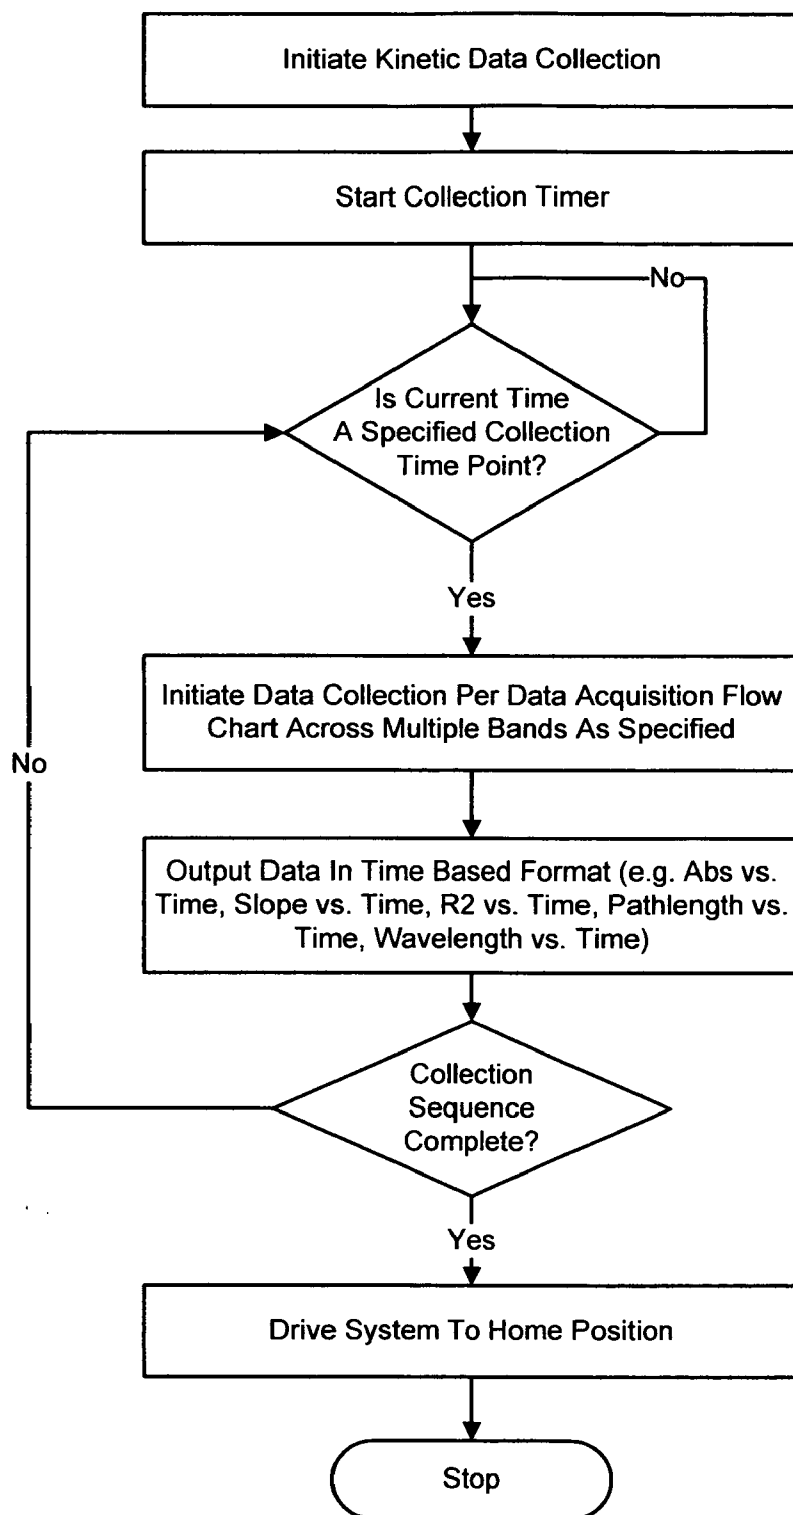 Initiate Kinetic Data Collection
Start Collection Timer
No
Is Current Time
A Specified Collection
Time Point?
Yes
Initiate Data Collection Per Data Acquisition Flow
Chart Across Multiple Bands As Specified
No
Output Data In Time Based Format (e.g. Abs vs.
Time, Slope vs. Time, R2 vs. Time, Pathlength vs.
Time, Wavelength vs. Time)
Collection
Sequence
Complete?
Yes
Drive System To Home Position
Stop